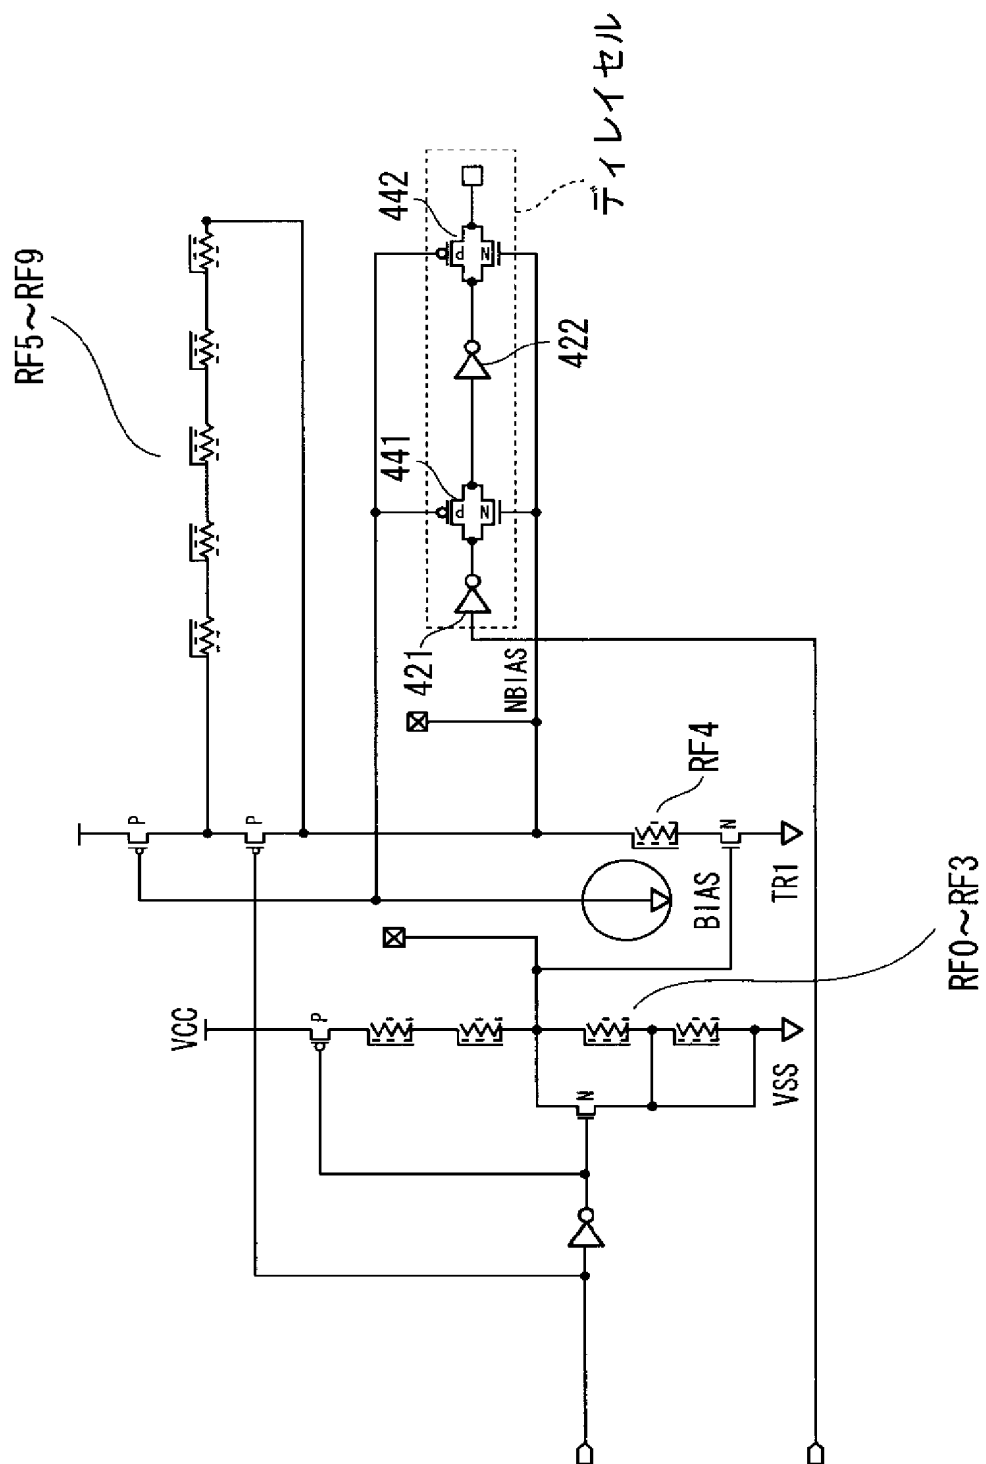 RF5～RF9
442
ディレイセル
441
422
421
NBIAS
P
N
P
N
P
P
RF4
N
TR1
BIAS
VCC
P
RF0～RF3
N
VSS